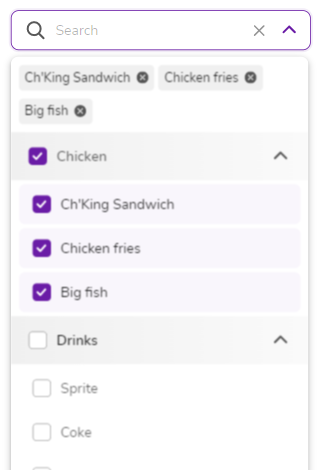 Search
Ch'King Sandwich Chicken fries
Big fish
Chicken
Ch'King Sandwich
Chicken fries
Big fish
Drinks
Sprite
Coke